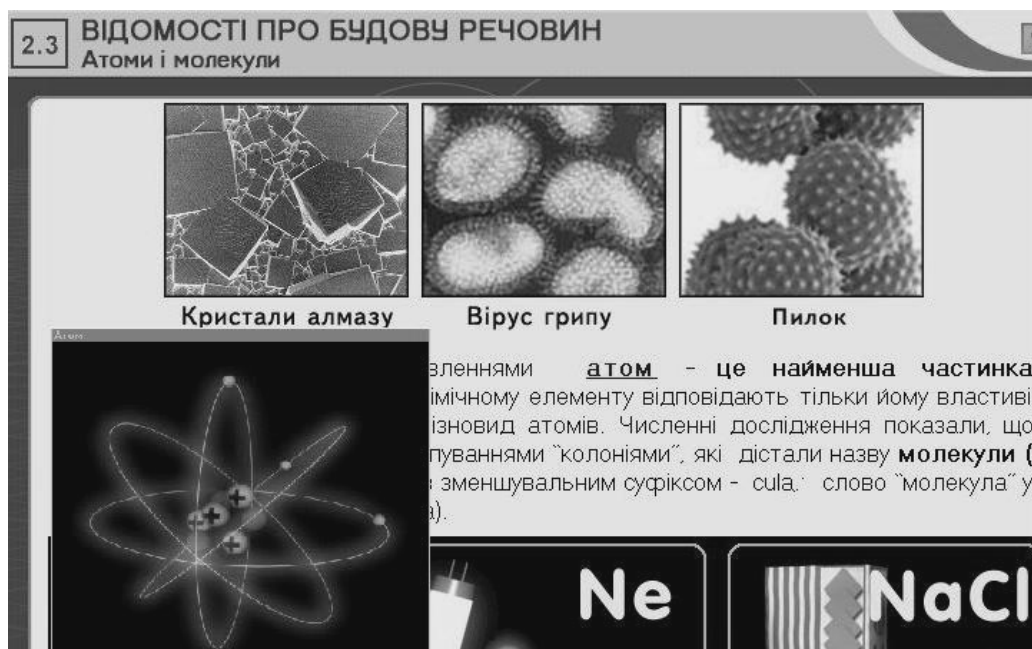 2.3
ВІДОМОСТІ ПРО БУДОВУ РЕЧОВИН
Атоми і молекули
Кристали алмазу
Вірус грипу
Пилок
Атом
вленнями атом - це найменша частинка
імічному елементу відповідають тільки йому властиві
ізновид атомів. Численні дослідження показали, що
пуваннями "колоніями", які дістали назву молекули (
з зменшувальним суфіксом - cula, слово "молекула" у
а).
Ne
NaCl